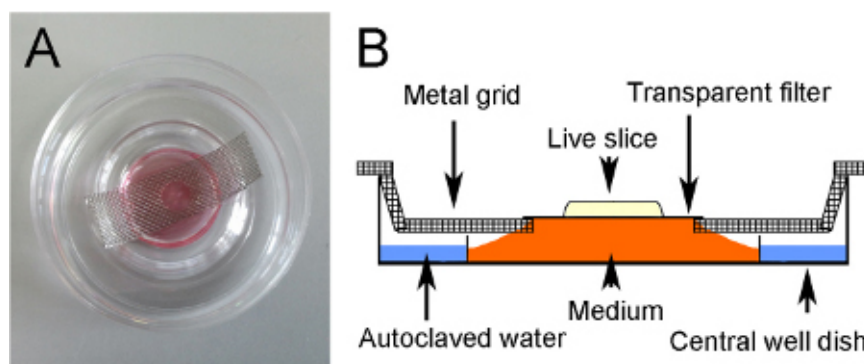 A
B
Metal grid
Transparent filter
Live slice
Medium
Autoclaved water
Central well dish